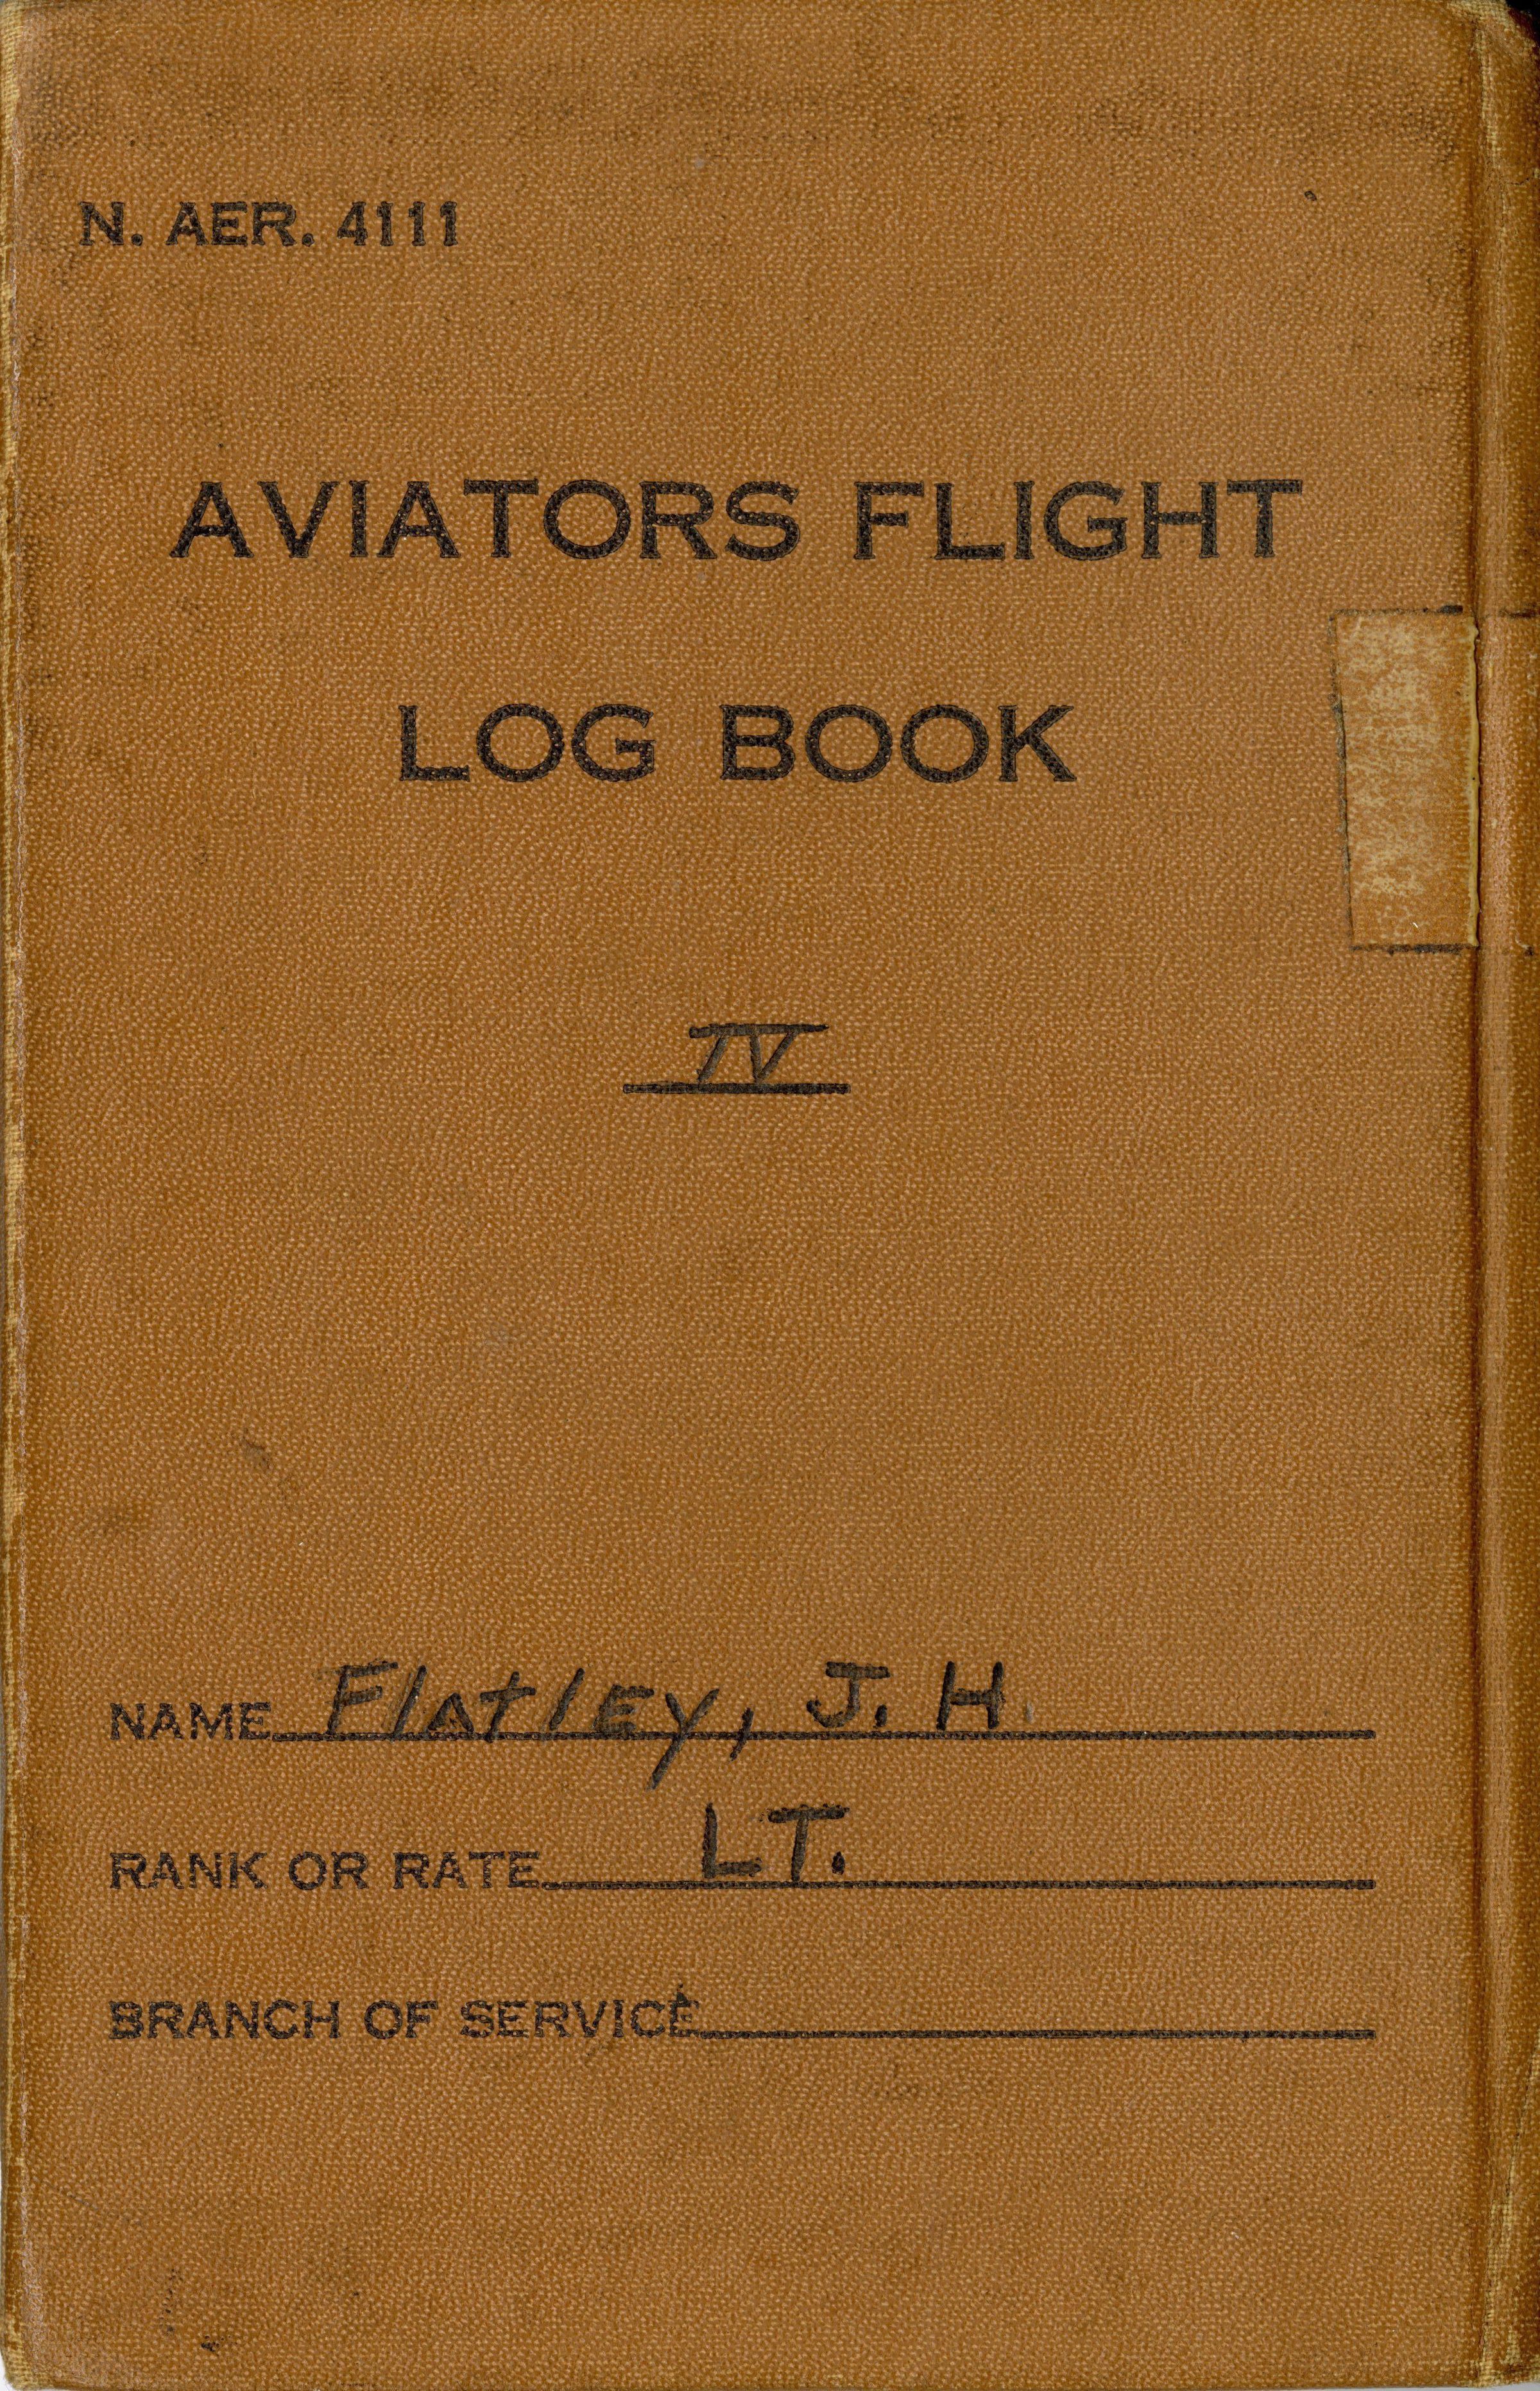 N. AER. 4111
AVIATORS FLIGHT
LOG BOOK
IV
NAME Flatley, J. H.
RANK OR RATE LT.
BRANCH OF SERVICE